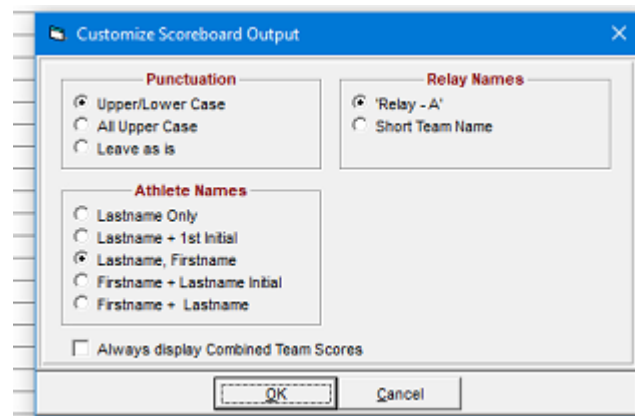 Customize Scoreboard Output
Punctuation
Upper/Lower Case
All Upper Case
Leave as is
Relay Names
'Relay - A'
Short Team Name
Athlete Names
Lastname Only
Lastname + 1st Initial
Lastname, Firstname
Firstname + Lastname Initial
Firstname + Lastname
Always display Combined Team Scores
OK
Cancel